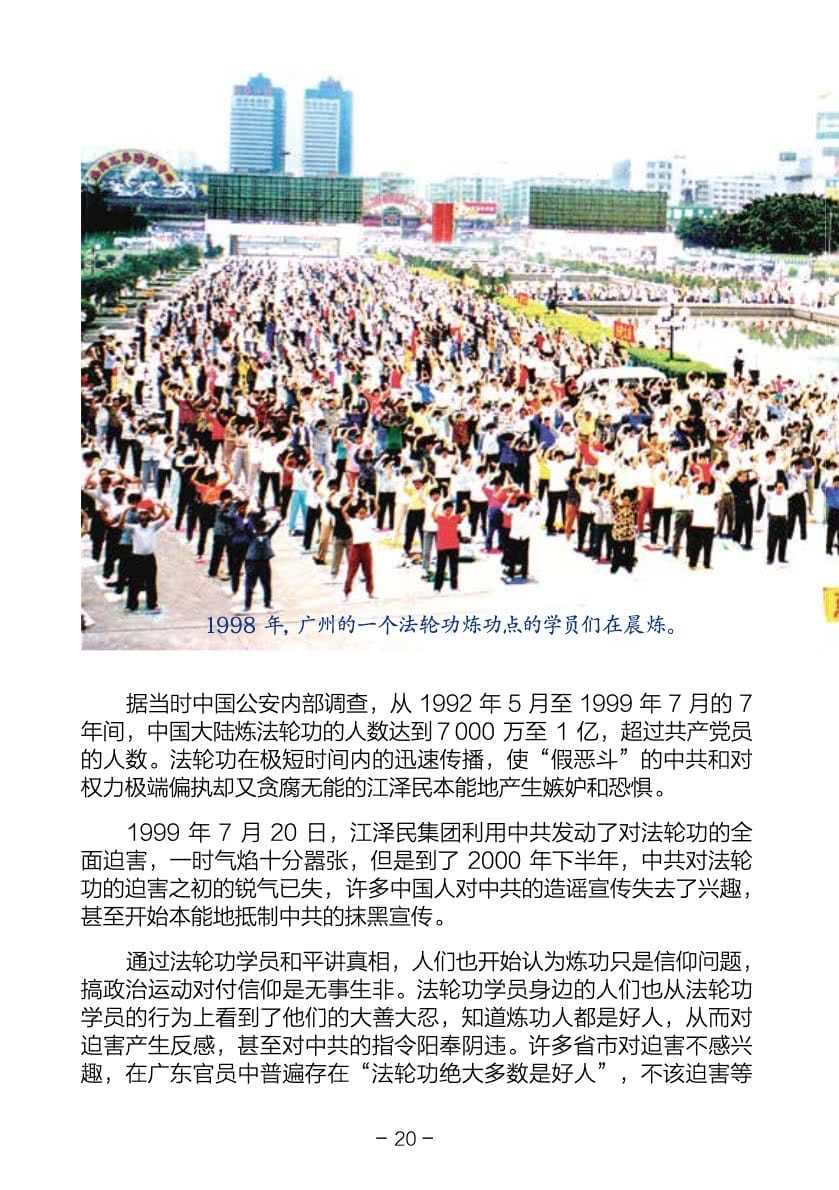 1998 年，广州的一个法轮功炼功点的学员们在晨炼。
据当时中国公安内部调查，从 1992 年 5 月至 1999 年 7 月的 7
年间，中国大陆炼法轮功的人数达到 7 000 万至 1 亿，超过共产党员
的人数。法轮功在极短时间内的迅速传播，使“假恶斗”的中共和对
权力极端偏执却又贪腐无能的江泽民本能地产生嫉妒和恐惧。
1999 年 7 月 20 日，江泽民集团利用中共发动了对法轮功的全
面迫害，一时气焰十分嚣张，但是到了 2000 年下半年，中共对法轮
功的迫害之初的锐气已失，许多中国人对中共的造谣宣传失去了兴趣，
甚至开始本能地抵制中共的抹黑宣传。
通过法轮功学员和平讲真相，人们也开始认为炼功只是信仰问题，
搞政治运动对付信仰是无事生非。法轮功学员身边的人们也从法轮功
学员的行为上看到了他们的大善大忍，知道炼功人都是好人，从而对
迫害产生反感，甚至对中共的指令阳奉阴违。许多省市对迫害不感兴
趣，在广东官员中普遍存在“法轮功绝大多数是好人”，不该迫害等
- 20 -